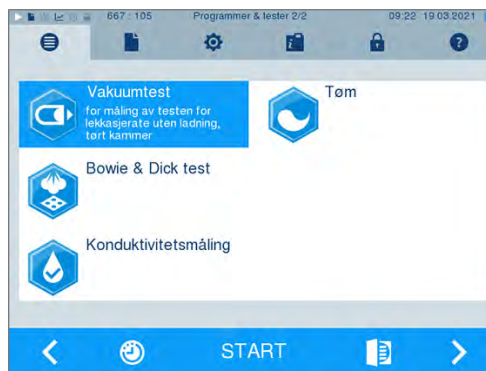 667 : 105 Programmer & tester 2/2 09:22 19.03.2021
Vakuumtest
for måling av testen for
lekkasjerate uten ladning,
tørt kammer
Tøm
Bowie & Dick test
Konduktivitetsmåling
START